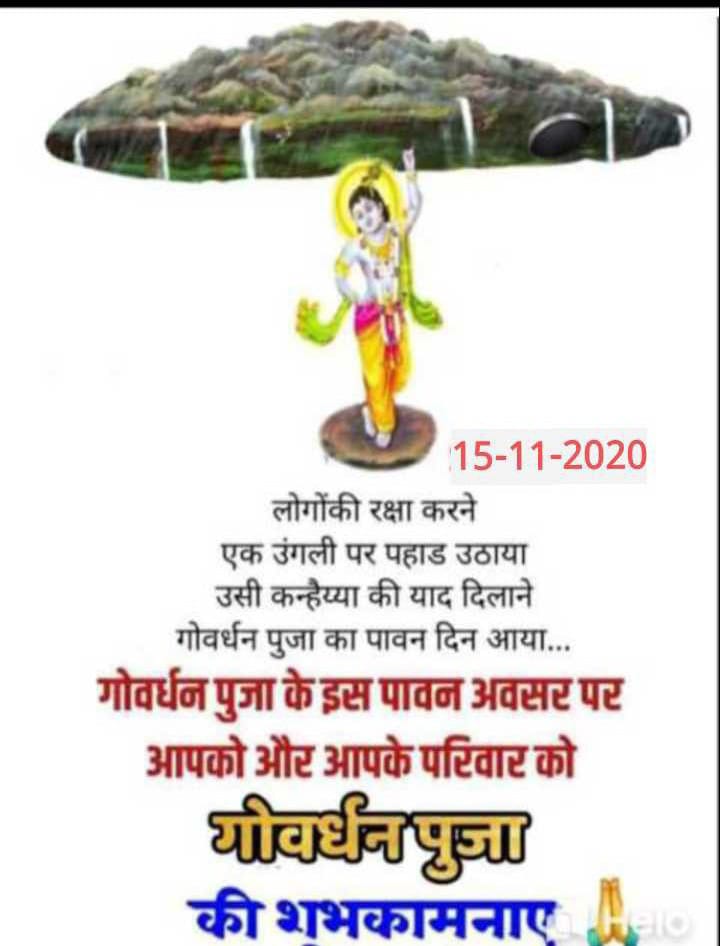 15-11-2020
लोगोंकी रक्षा करने
एक उंगली पर पहाड उठाया
उसी कन्हैय्या की याद दिलाने
गोवर्धन पुजा का पावन दिन आया...
गोवर्धन पुजा के इस पावन अवसर पर
आपको और आपके परिवार को
गोवर्धन पुजा
की शुभकामनाए
Helo